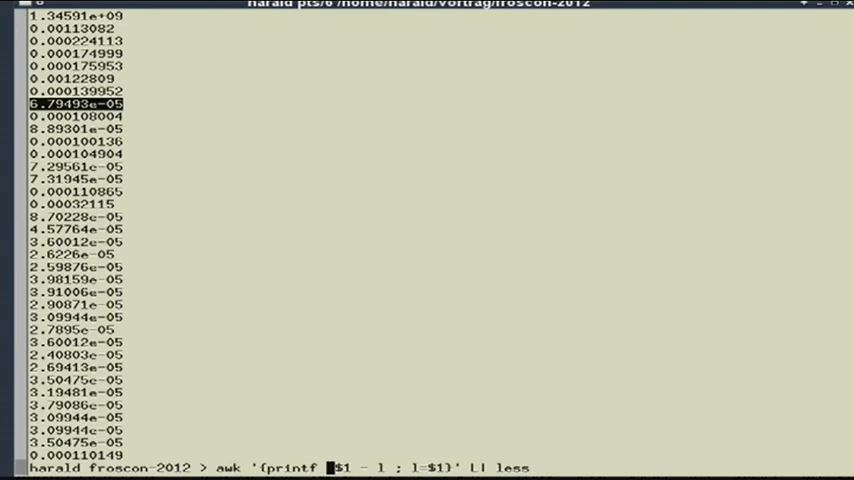 harald pts/6 /home/harald/vortrag/froscon-2012
1.34591e+09
0.00113082
0.000224113
0.000174999
0.000175953
0.00122809
0.000139952
6.79493e-05
0.000108004
8.89301e-05
0.000100136
0.000104904
7.29561e-05
7.31945e-05
0.000110865
0.00032115
8.70228e-05
4.57764e-05
3.60012e-05
2.6226e-05
2.59876e-05
3.98159e-05
3.91006e-05
2.90871e-05
3.09944e-05
2.7895e-05
3.60012e-05
2.40803e-05
2.69413e-05
3.50475e-05
3.19481e-05
3.79086e-05
3.09944e-05
3.09944e-05
3.50475e-05
0.000110149
harald froscon-2012 > awk '{printf $1 - l ; l=$1}' L| less